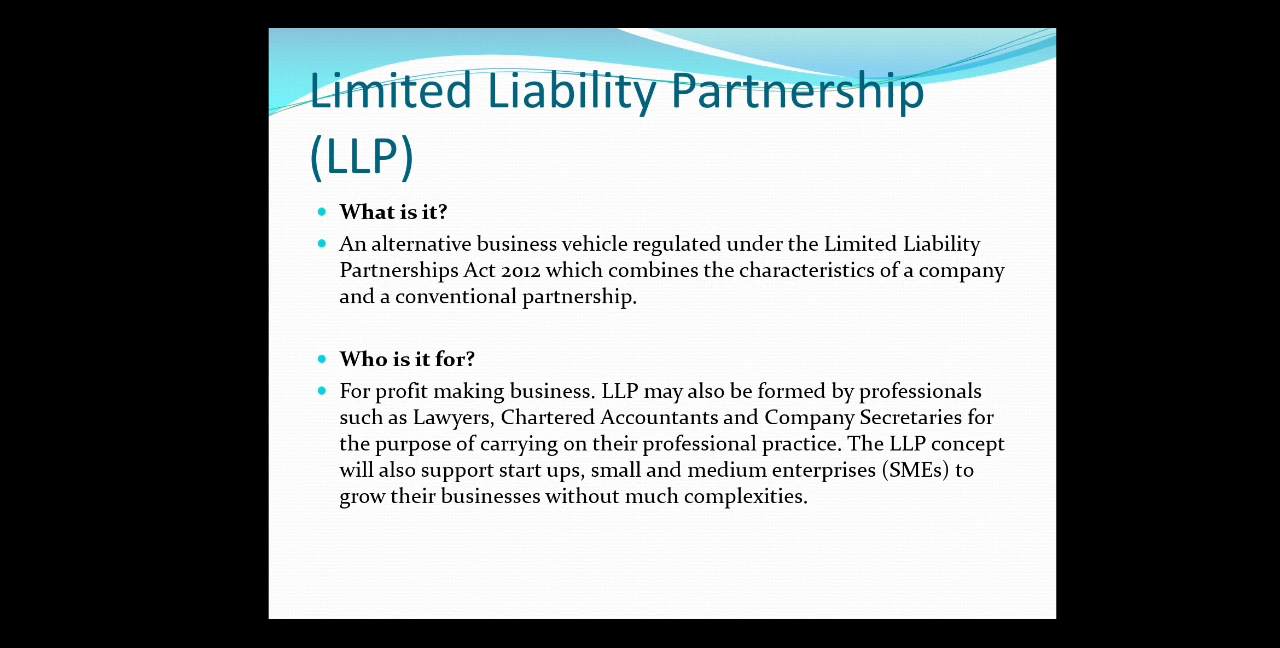 Limited Liability Partnership
(LLP)
What is it?
An alternative business vehicle regulated under the Limited Liability
Partnerships Act 2012 which combines the characteristics of a company
and a conventional partnership.
Who is it for?
For profit making business. LLP may also be formed by professionals
such as Lawyers, Chartered Accountants and Company Secretaries for
the purpose of carrying on their professional practice. The LLP concept
will also support start ups, small and medium enterprises (SMEs) to
grow their businesses without much complexities.